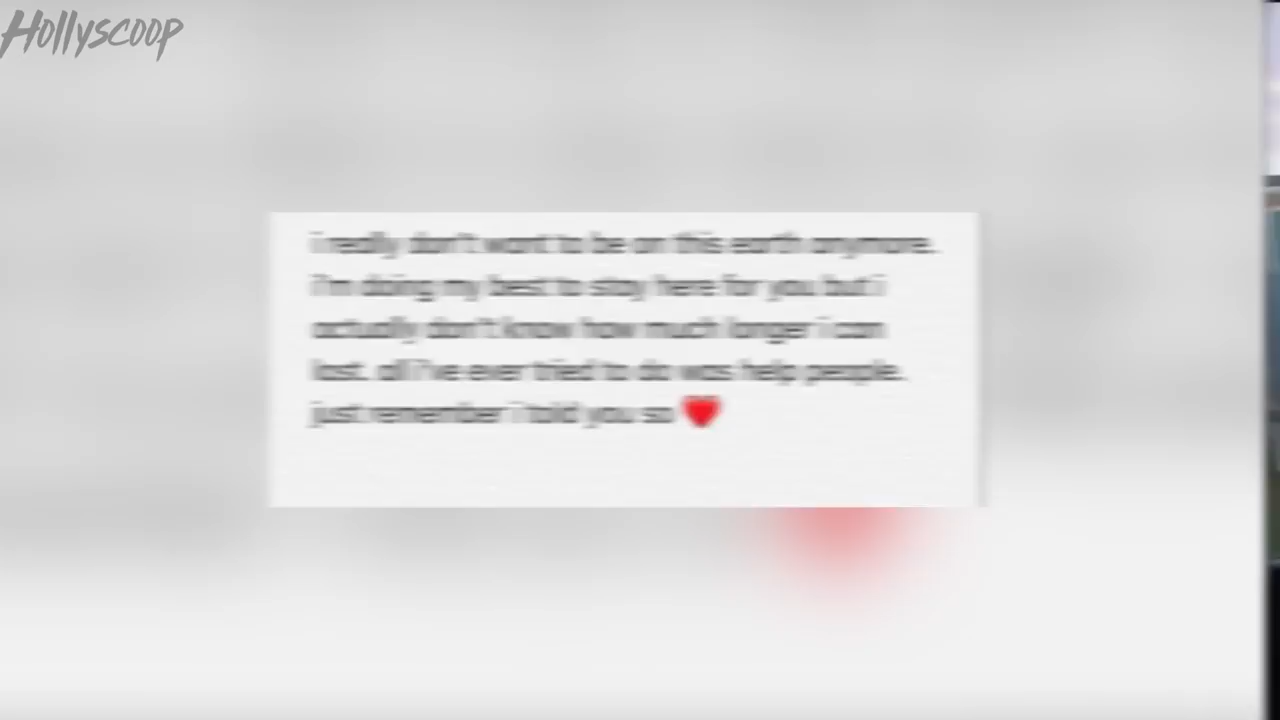 Hollyscoop
i really don't want to be on this earth anymore.
i'm doing my best to stay here for you but i
actually don't know how much longer i can
last. all i've ever tried to do was help people.
just remember i told you so ❤️